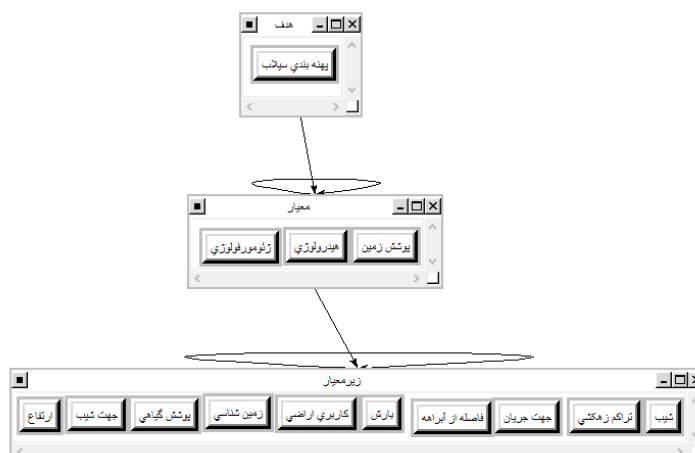 هدف
پهنه بندي سيلاب
معيار
پوشش زمين
هيدرولوژي
ژئومورفولوژي
زيرمعيار
شيب
تراكم زهكشي
جهت جريان
فاصله از آبراهه
بارش
كاربري اراضي
زمين شناسي
پوشش گياهي
جهت شيب
ارتفاع